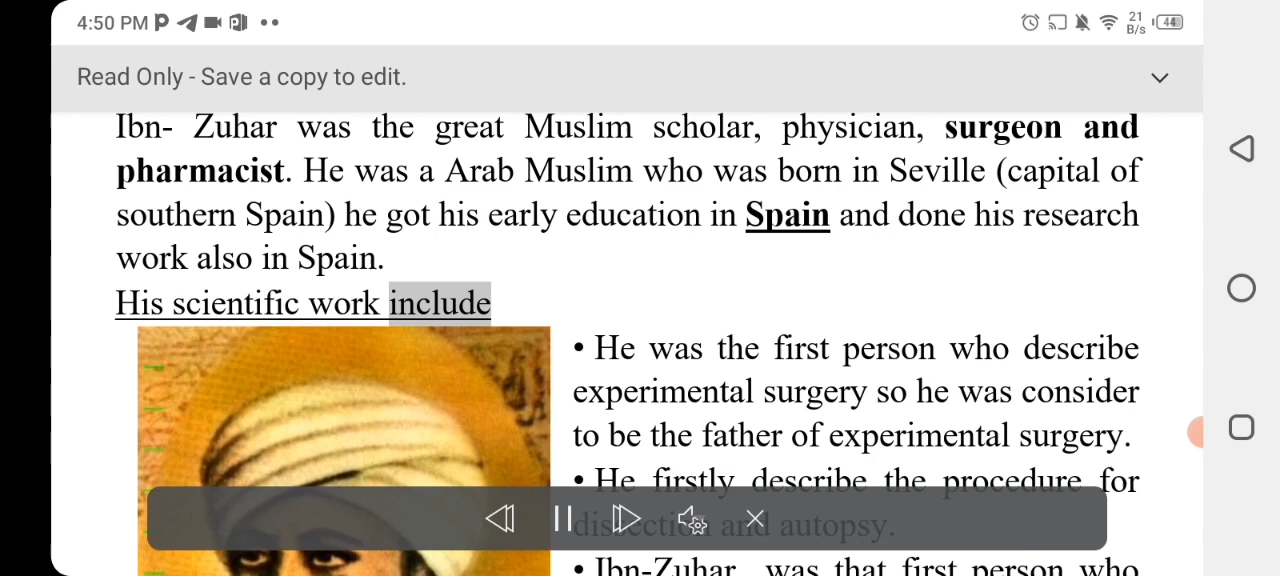 4:50 PM
21
B/s
44
Read Only - Save a copy to edit.
Ibn- Zuhar was the great Muslim scholar, physician, surgeon and
pharmacist. He was a Arab Muslim who was born in Seville (capital of
southern Spain) he got his early education in Spain and done his research
work also in Spain.
His scientific work include
• He was the first person who describe
experimental surgery so he was consider
to be the father of experimental surgery.
• He firstly describe the procedure for
dissection and autopsy.
• Ibn-Zuhar was that first person who